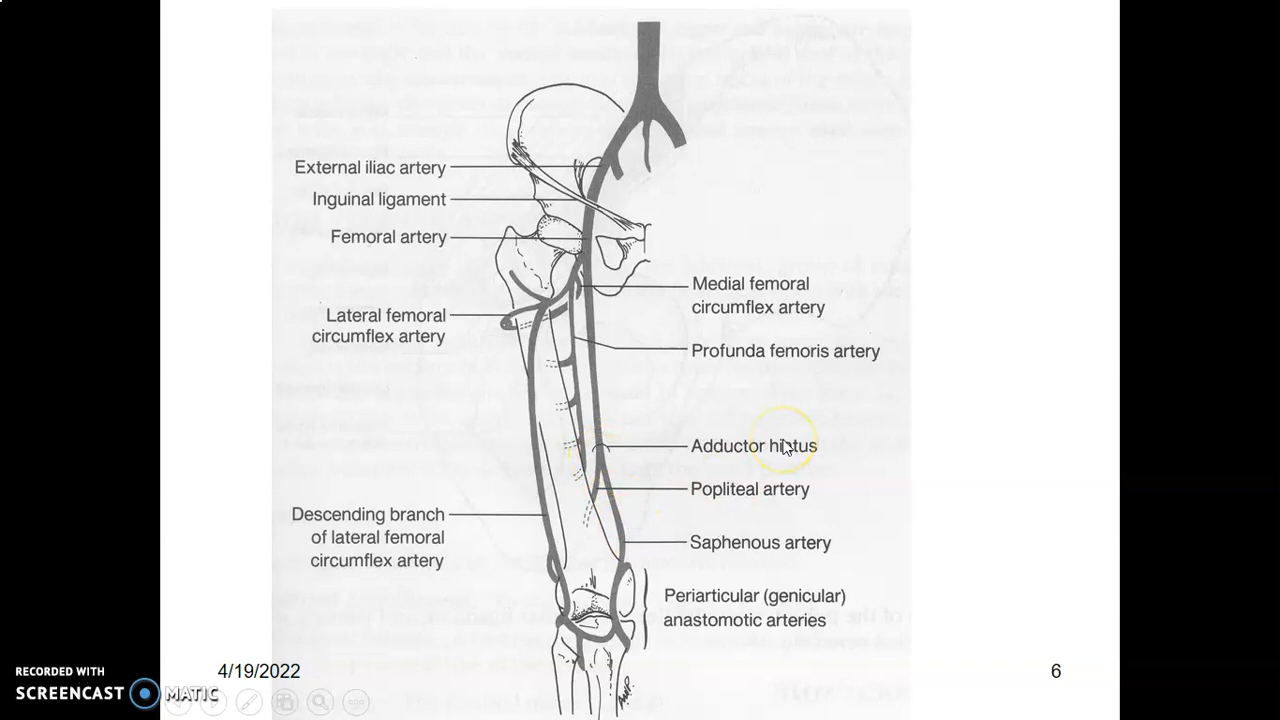 External iliac artery
Inguinal ligament
Femoral artery
Lateral femoral
circumflex artery
Descending branch
of lateral femoral
circumflex artery
Medial femoral
circumflex artery
Profunda femoris artery
Adductor hiatus
Popliteal artery
Saphenous artery
Periarticular (genicular)
anastomotic arteries
4/19/2022
6
RECORDED WITH
SCREENCAST MATIC